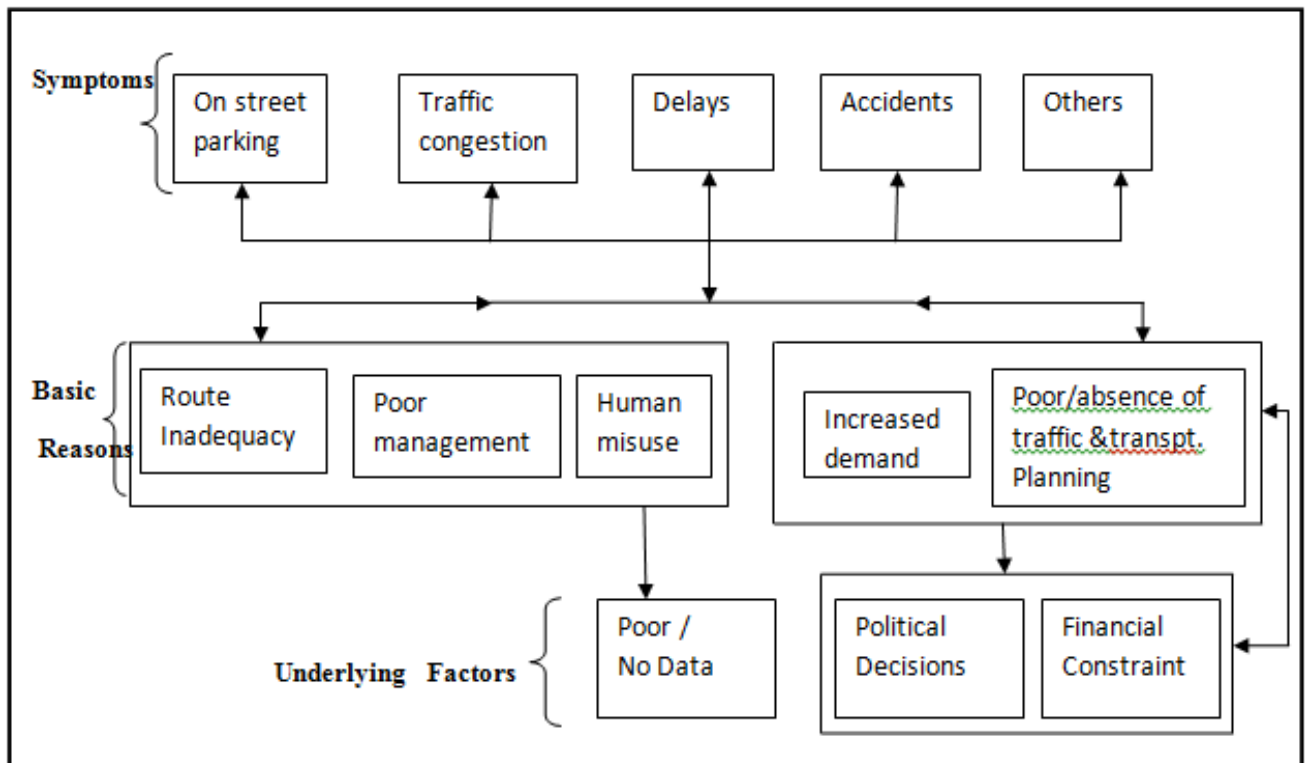 Symptoms
On street
parking
Traffic
congestion
Delays
Accidents
Others
Basic
Reasons
Route
Inadequacy
Poor
management
Human
misuse
Increased
demand
Poor/absence of
traffic &transpt.
Planning
Underlying Factors
Poor /
No Data
Political
Decisions
Financial
Constraint